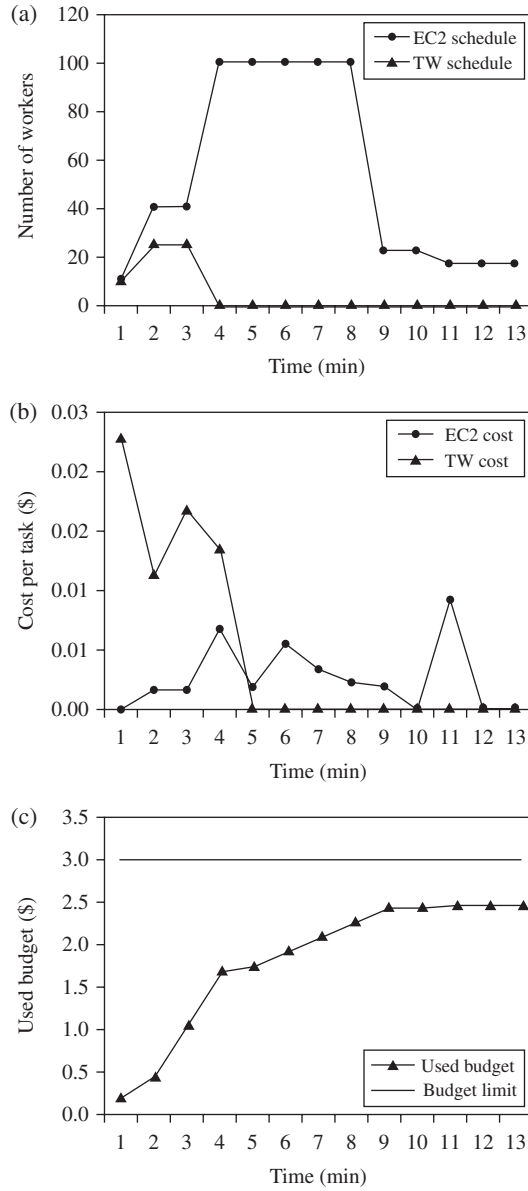 (a)
120
100
80
60
40
20
0
Number of workers
EC2 schedule
TW schedule
1 2 3 4 5 6 7 8 9 10 11 12 13
Time (min)
(b)
0.03
0.02
0.02
0.01
0.01
0.00
Cost per task ($)
EC2 cost
TW cost
1 2 3 4 5 6 7 8 9 10 11 12 13
Time (min)
(c)
3.5
3.0
2.5
2.0
1.5
1.0
0.5
0.0
Used budget ($)
Used budget
Budget limit
1 2 3 4 5 6 7 8 9 10 11 12 13
Time (min)